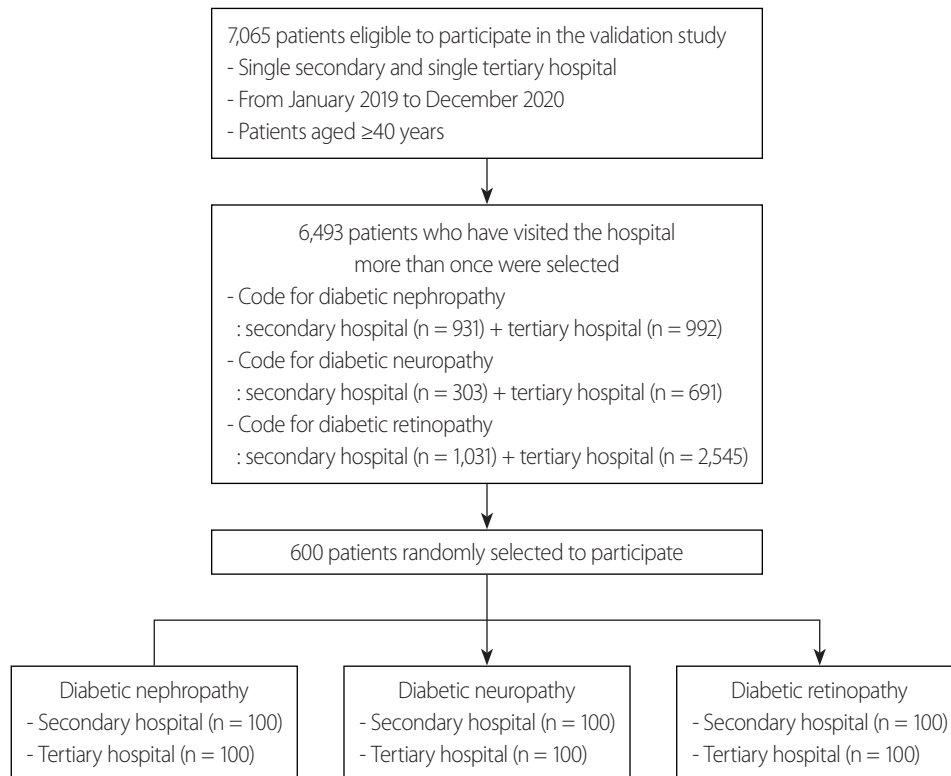 7,065 patients eligible to participate in the validation study
- Single secondary and single tertiary hospital
- From January 2019 to December 2020
- Patients aged ≥40 years
6,493 patients who have visited the hospital
more than once were selected
- Code for diabetic nephropathy
: secondary hospital (n = 931) + tertiary hospital (n = 992)
- Code for diabetic neuropathy
: secondary hospital (n = 303) + tertiary hospital (n = 691)
- Code for diabetic retinopathy
: secondary hospital (n = 1,031) + tertiary hospital (n = 2,545)
600 patients randomly selected to participate
Diabetic nephropathy
- Secondary hospital (n = 100)
- Tertiary hospital (n = 100)
Diabetic neuropathy
- Secondary hospital (n = 100)
- Tertiary hospital (n = 100)
Diabetic retinopathy
- Secondary hospital (n = 100)
- Tertiary hospital (n = 100)